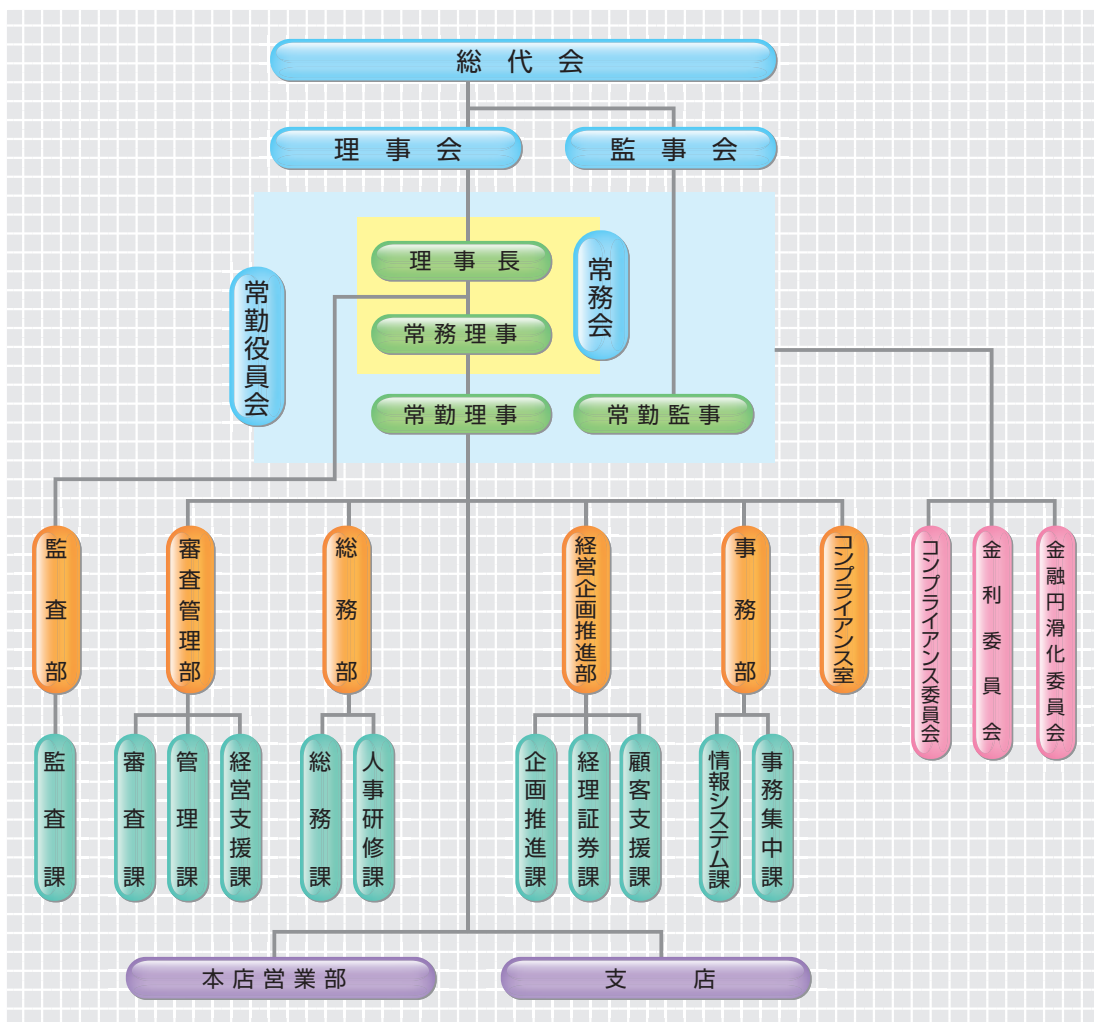 総代会
理事会
監事会
理事長
常務会
常勤役員会
常務理事
常勤理事
常勤監事
監査部
審査管理部
総務部
経営企画推進部
事務部
コンプライアンス室
コンプライアンス委員会
金利委員会
金融円滑化委員会
監査課
審査課
管理課
経営支援課
総務課
人事研修課
企画推進課
経理証券課
顧客支援課
情報システム課
事務集中課
本店営業部
支店